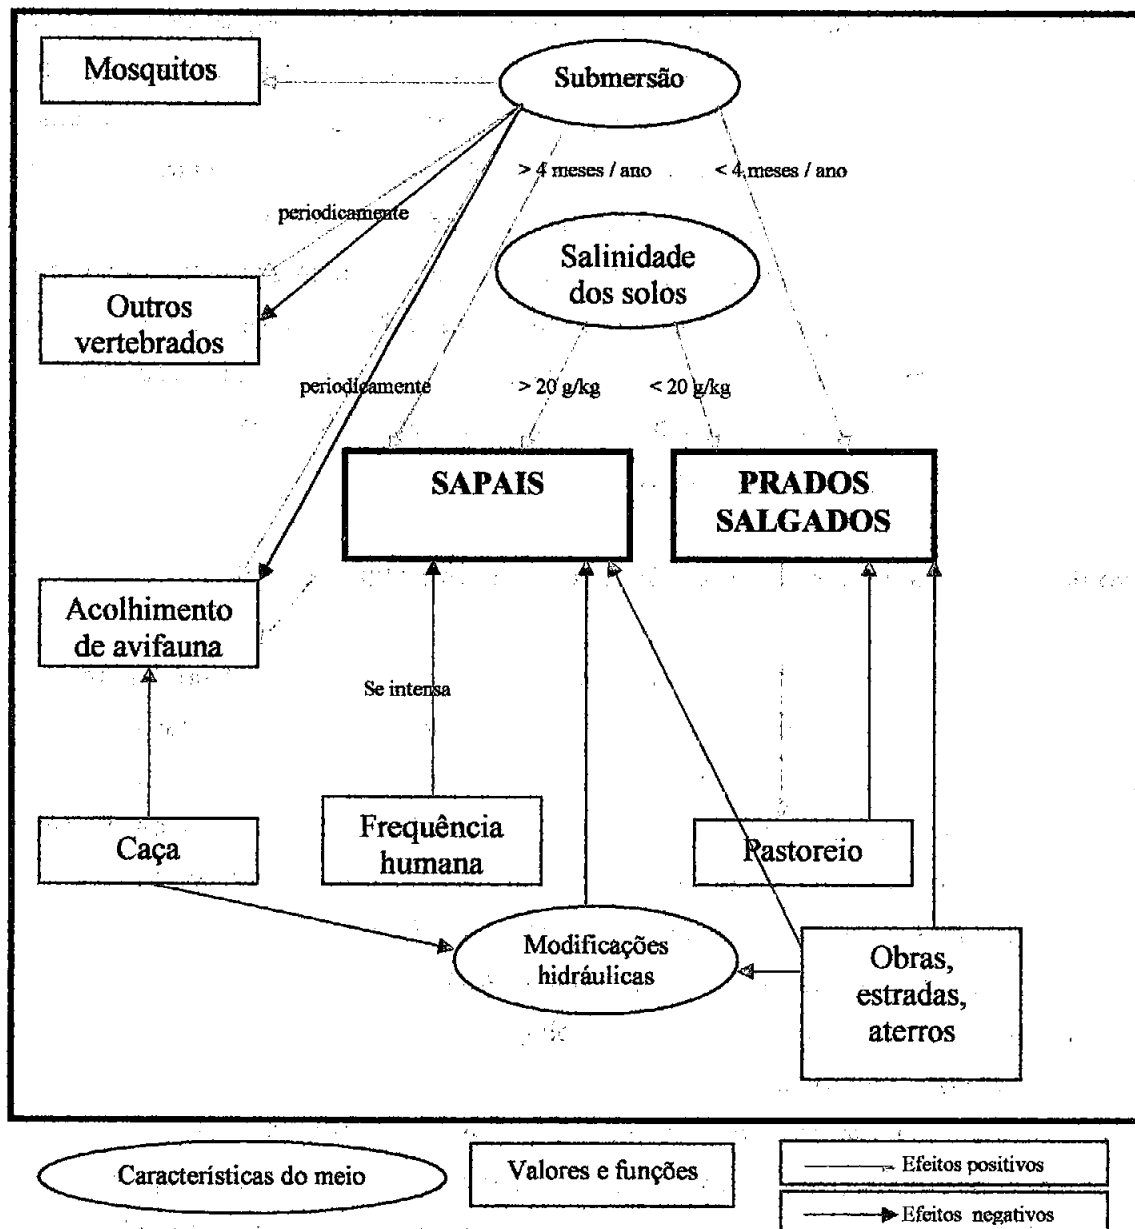 Mosquitos
Submersão
> 4 meses / ano
< 4 meses / ano
periodicamente
Salinidade
dos solos
Outros
vertebrados
periodicamente
> 20 g/kg
< 20 g/kg
SAPAIS
PRADOS
SALGADOS
Acolhimento
de avifauna
Se intensa
Caça
Frequência
humana
Pastoreio
Modificações
hidráulicas
Obras,
estradas,
aterros
Características do meio
Valores e funções
Efeitos positivos
Efeitos negativos